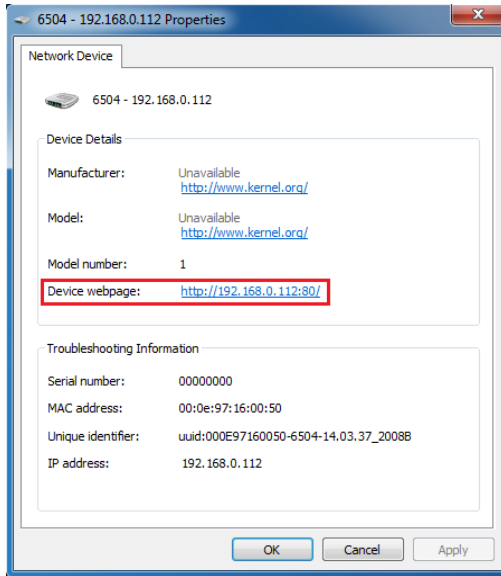 6504 - 192.168.0.112 Properties
Network Device
6504 - 192.168.0.112
Device Details
Manufacturer: Unavailable
http://www.kernel.org/
Model: Unavailable
http://www.kernel.org/
Model number: 1
Device webpage: http://192.168.0.112:80/
Troubleshooting Information
Serial number: 00000000
MAC address: 00:0e:97:16:00:50
Unique identifier: uuid:000E97160050-6504-14.03.37_2008B
IP address: 192.168.0.112
OK Cancel Apply